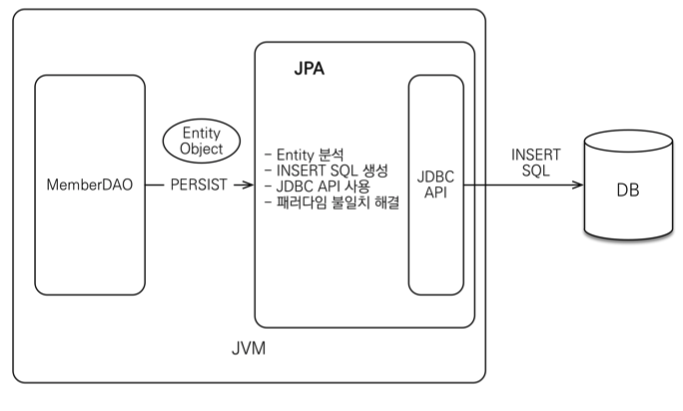 JPA
Entity
Object
MemberDAO
PERSIST
- Entity 분석
- INSERT SQL 생성
- JDBC API 사용
- 패러다임 불일치 해결
JDBC
API
INSERT
SQL
DB
JVM